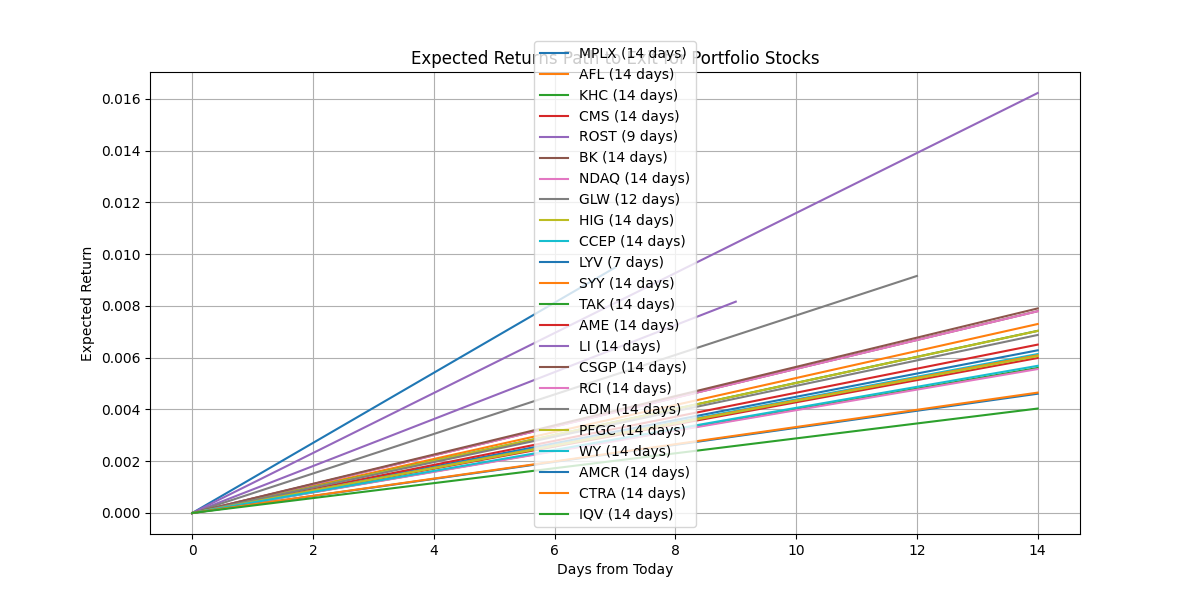 Expected Returns Path to Exit for Portfolio Stocks
MPLX (14 days)
AFL (14 days)
KHC (14 days)
CMS (14 days)
ROST (9 days)
BK (14 days)
NDAQ (14 days)
GLW (12 days)
HIG (14 days)
CCEP (14 days)
LYV (7 days)
SYY (14 days)
TAK (14 days)
AME (14 days)
LI (14 days)
CSGP (14 days)
RCI (14 days)
ADM (14 days)
PFGC (14 days)
WY (14 days)
AMCR (14 days)
CTRA (14 days)
IQV (14 days)
Expected Return
0.016
0.014
0.012
0.010
0.008
0.006
0.004
0.002
0.000
0 2 4 6 8 10 12 14
Days from Today